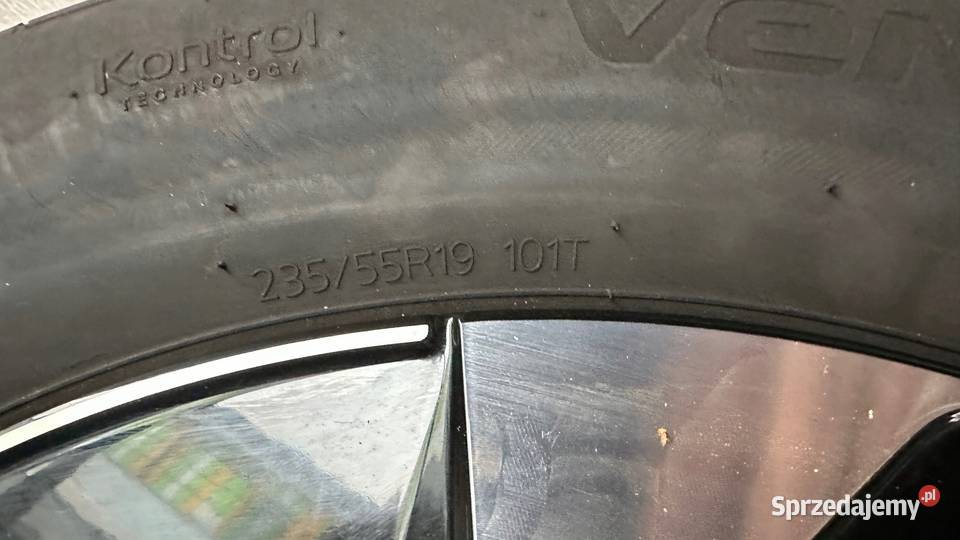 Kontrol
TECHNOLOGY
235/55R19 101T
Sprzedajemy.pl